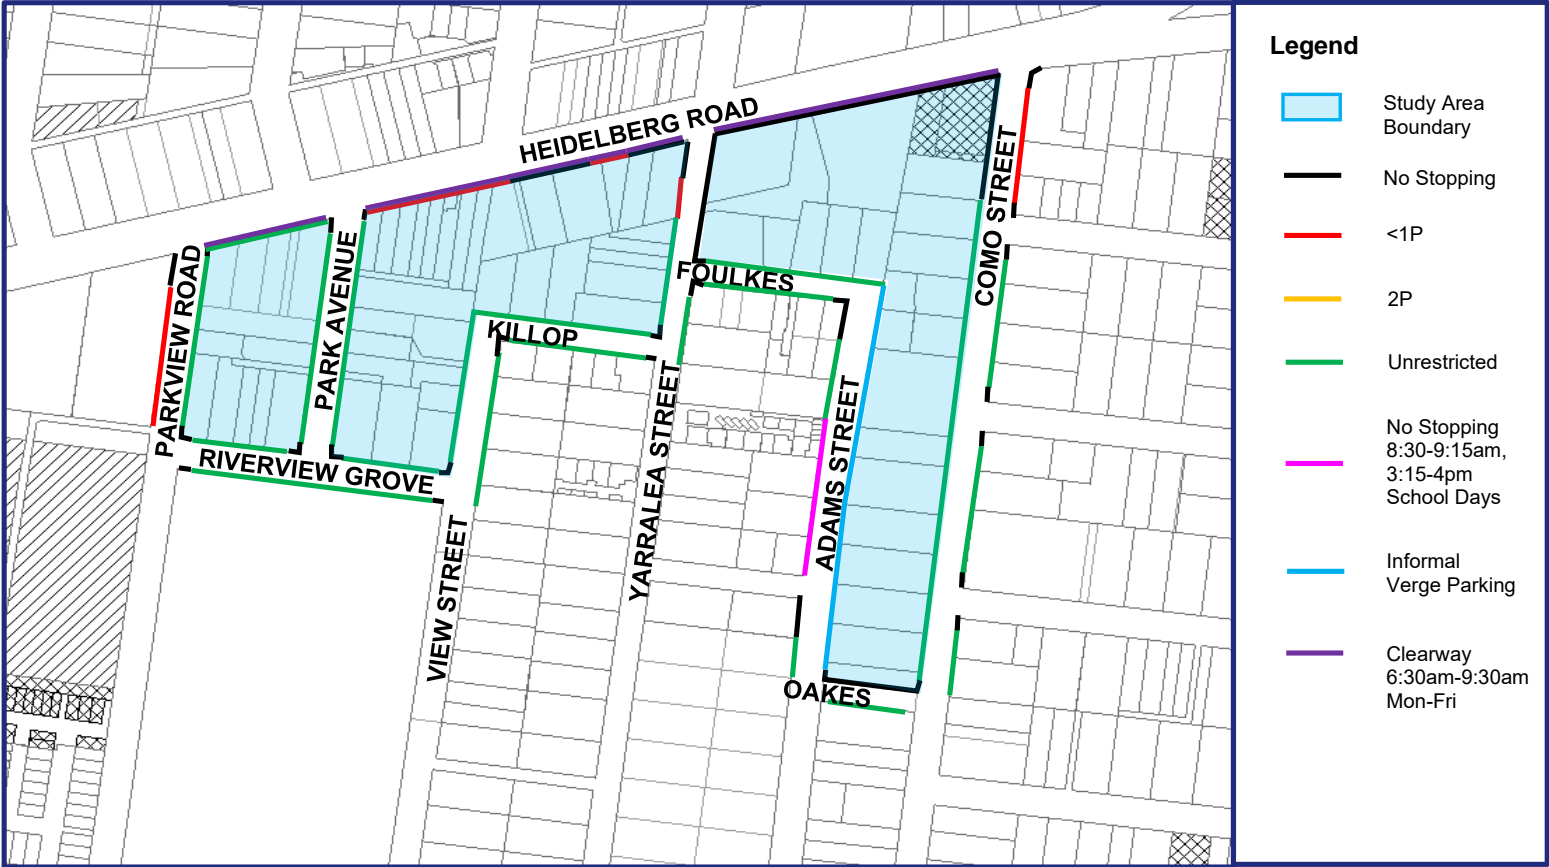 HEIDELBERG ROAD
COMO STREET
PARKVIEW ROAD
PARK AVENUE
FOULKES
KILLOP
RIVERVIEW GROVE
YARRALEA STREET
ADAMS STREET
VIEW STREET
OAKES
Legend
Study Area
Boundary
No Stopping
<1P
2P
Unrestricted
No Stopping
8:30-9:15am,
3:15-4pm
School Days
Informal
Verge Parking
Clearway
6:30am-9:30am
Mon-Fri